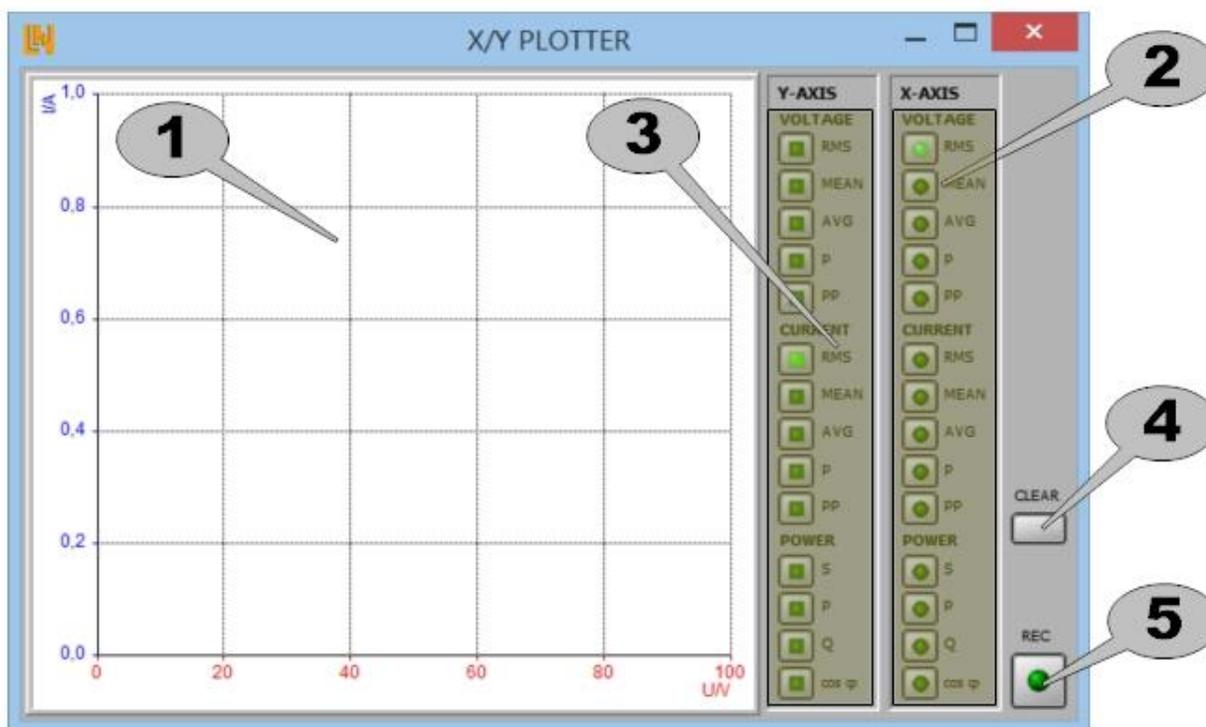 X/Y PLOTTER
I/A
1,0
0,8
0,6
0,4
0,2
0,0
0
20
40
60
80
100
U/V
Y-AXIS
VOLTAGE
RMS
MEAN
AVG
P
PP
CURRENT
RMS
MEAN
AVG
P
PP
POWER
S
P
Q
cos φ
X-AXIS
VOLTAGE
RMS
MEAN
AVG
P
PP
CURRENT
RMS
MEAN
AVG
P
PP
POWER
S
P
Q
cos φ
CLEAR
REC
1
2
3
4
5